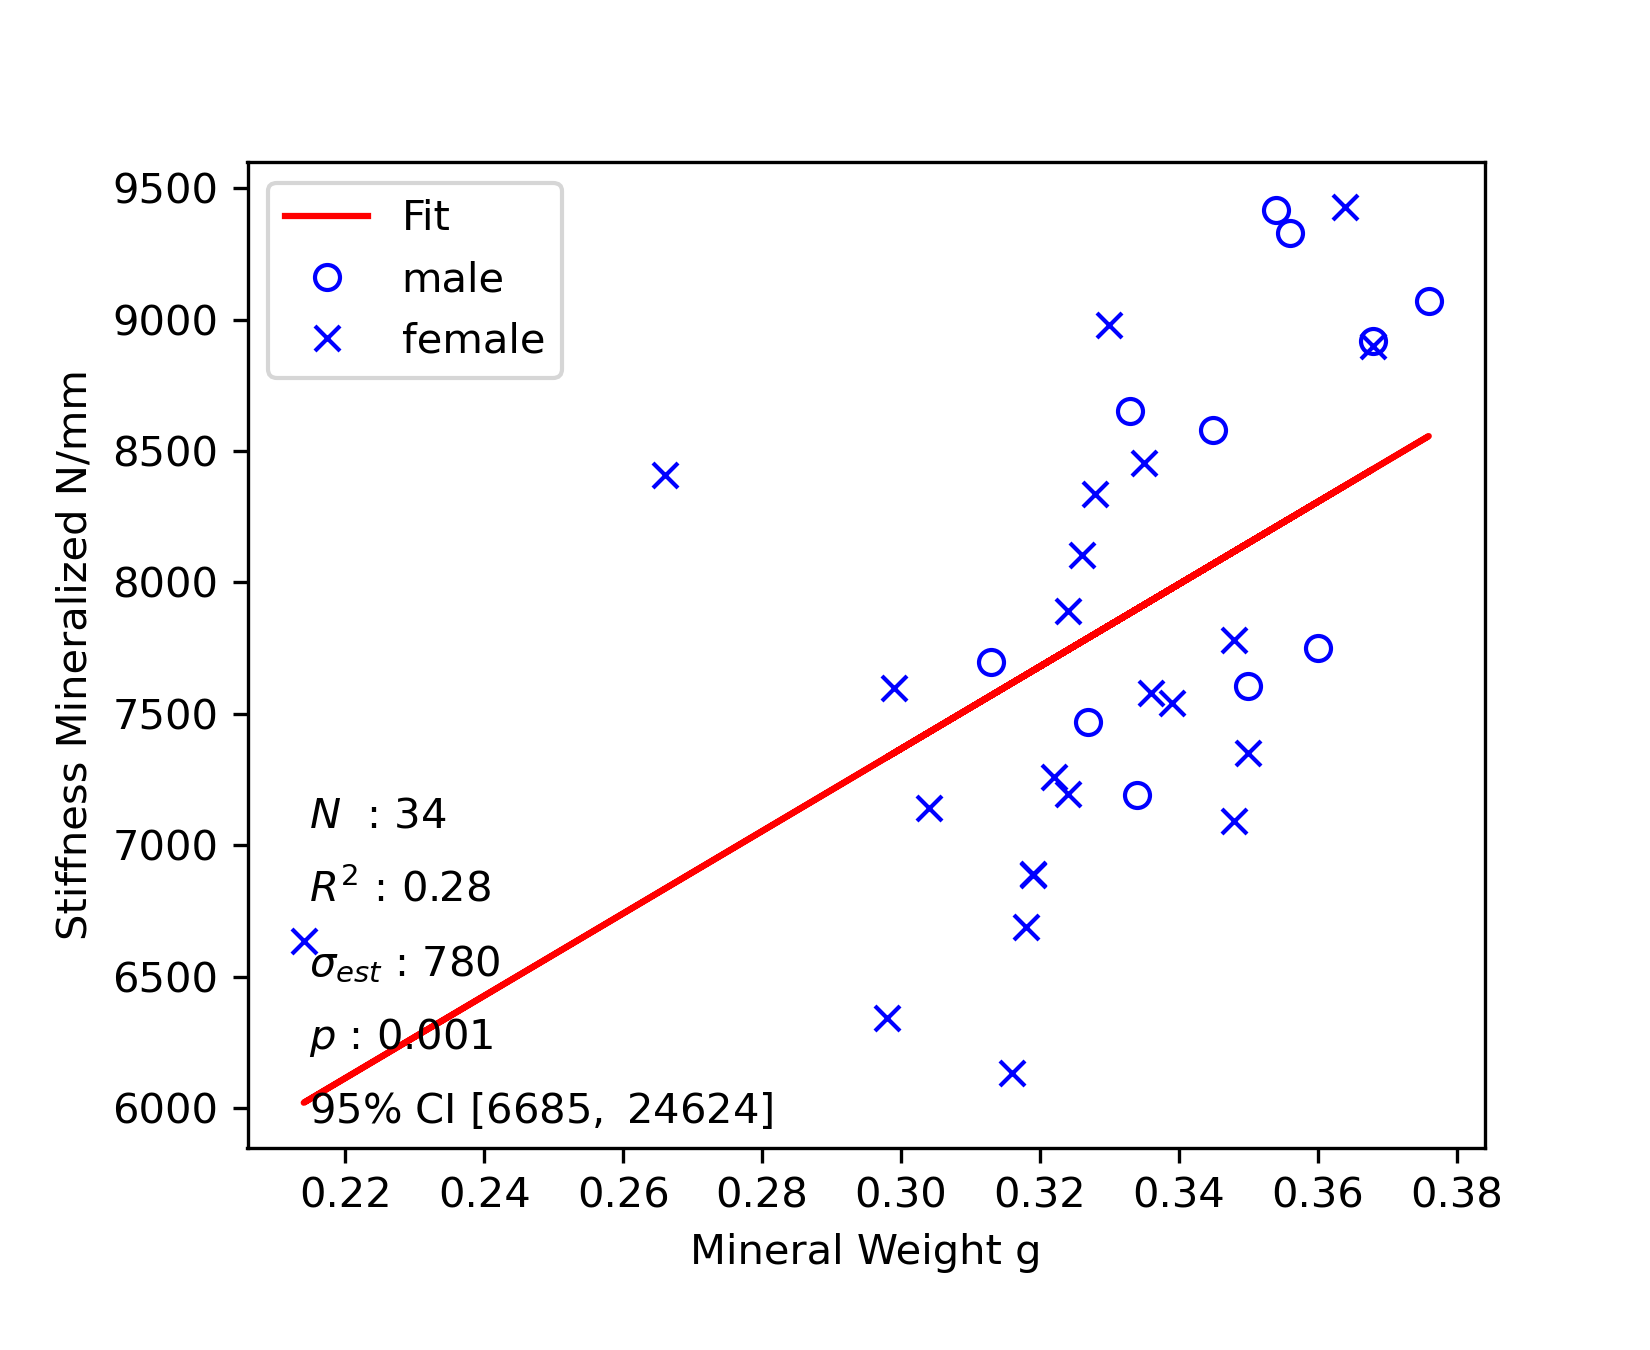 9500
9000
8500
8000
7500
7000
6500
6000
Stiffness Mineralized N/mm
Fit
male
female
N : 34
R² : 0.28
σest : 780
p : 0.001
95% CI [6685, 24624]
0.22 0.24 0.26 0.28 0.30 0.32 0.34 0.36 0.38
Mineral Weight g